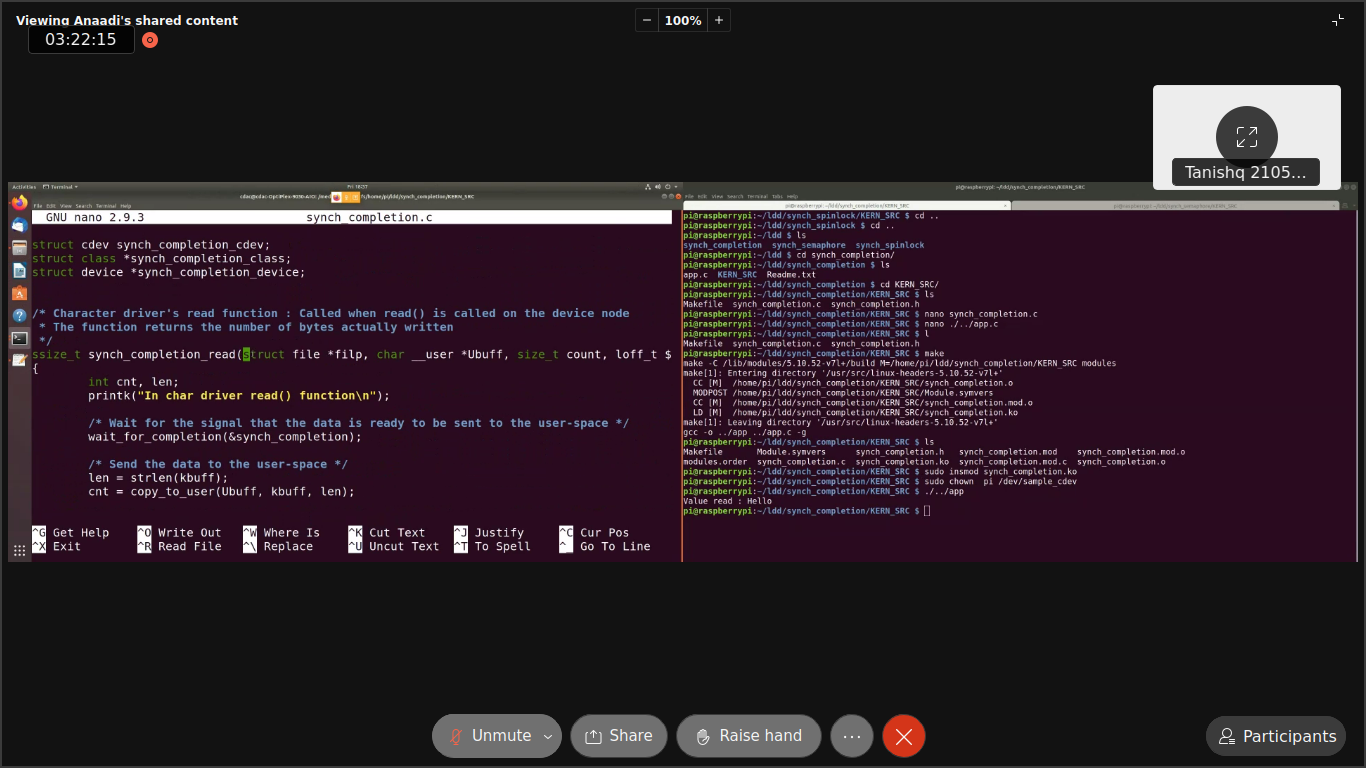 Viewing Anaadi's shared content
− 100% +
03:22:15
Tanishq 2105...
Activities Terminal Fri 16:37
File Edit View Search Terminal Help
GNU nano 2.9.3 synch_completion.c
struct cdev synch_completion_cdev;
struct class *synch_completion_class;
struct device *synch_completion_device;
/* Character driver's read function : Called when read() is called on the device node
* The function returns the number of bytes actually written
*/
ssize_t synch_completion_read(struct file *filp, char __user *Ubuff, size_t count, loff_t $
{
int cnt, len;
printk("In char driver read() function\n");
/* Wait for the signal that the data is ready to be sent to the user-space */
wait_for_completion(&synch_completion);
/* Send the data to the user-space */
len = strlen(kbuff);
cnt = copy_to_user(Ubuff, kbuff, len);
^G Get Help ^O Write Out ^W Where Is ^K Cut Text ^J Justify ^C Cur Pos
^X Exit ^R Read File ^\ Replace ^U Uncut Text ^T To Spell ^_ Go To Line
pi@raspberrypi: ~/ldd/synch_completion/KERN_SRC
File Edit View Search Terminal Tabs Help
pi@raspberrypi: ~/ldd/synch_completion/KERN_SRC × pi@raspberrypi: ~/ldd/synch_semaphore/KERN_SRC ×
pi@raspberrypi:~/ldd/synch_spinlock/KERN_SRC $ cd ..
pi@raspberrypi:~/ldd/synch_spinlock $ cd ..
pi@raspberrypi:~/ldd $ ls
synch_completion synch_semaphore synch_spinlock
pi@raspberrypi:~/ldd $ cd synch_completion/
pi@raspberrypi:~/ldd/synch_completion $ ls
app.c KERN_SRC Readme.txt
pi@raspberrypi:~/ldd/synch_completion $ cd KERN_SRC/
pi@raspberrypi:~/ldd/synch_completion/KERN_SRC $ ls
Makefile synch_completion.c synch_completion.h
pi@raspberrypi:~/ldd/synch_completion/KERN_SRC $ nano synch_completion.c
pi@raspberrypi:~/ldd/synch_completion/KERN_SRC $ nano ./../app.c
pi@raspberrypi:~/ldd/synch_completion/KERN_SRC $ l
Makefile synch_completion.c synch_completion.h
pi@raspberrypi:~/ldd/synch_completion/KERN_SRC $ make
make -C /lib/modules/5.10.52-v7l+/build M=/home/pi/ldd/synch_completion/KERN_SRC modules
make[1]: Entering directory '/usr/src/linux-headers-5.10.52-v7l+'
CC [M] /home/pi/ldd/synch_completion/KERN_SRC/synch_completion.o
MODPOST /home/pi/ldd/synch_completion/KERN_SRC/Module.symvers
CC [M] /home/pi/ldd/synch_completion/KERN_SRC/synch_completion.mod.o
LD [M] /home/pi/ldd/synch_completion/KERN_SRC/synch_completion.ko
make[1]: Leaving directory '/usr/src/linux-headers-5.10.52-v7l+'
gcc -o ../app ../app.c -g
pi@raspberrypi:~/ldd/synch_completion/KERN_SRC $ ls
Makefile Module.symvers synch_completion.h synch_completion.mod synch_completion.mod.o
modules.order synch_completion.c synch_completion.ko synch_completion.mod.c synch_completion.o
pi@raspberrypi:~/ldd/synch_completion/KERN_SRC $ sudo insmod synch_completion.ko
pi@raspberrypi:~/ldd/synch_completion/KERN_SRC $ sudo chown pi /dev/sample_cdev
pi@raspberrypi:~/ldd/synch_completion/KERN_SRC $ ./../app
Value read : Hello
pi@raspberrypi:~/ldd/synch_completion/KERN_SRC $
Unmute
Share
Raise hand
...
Participants